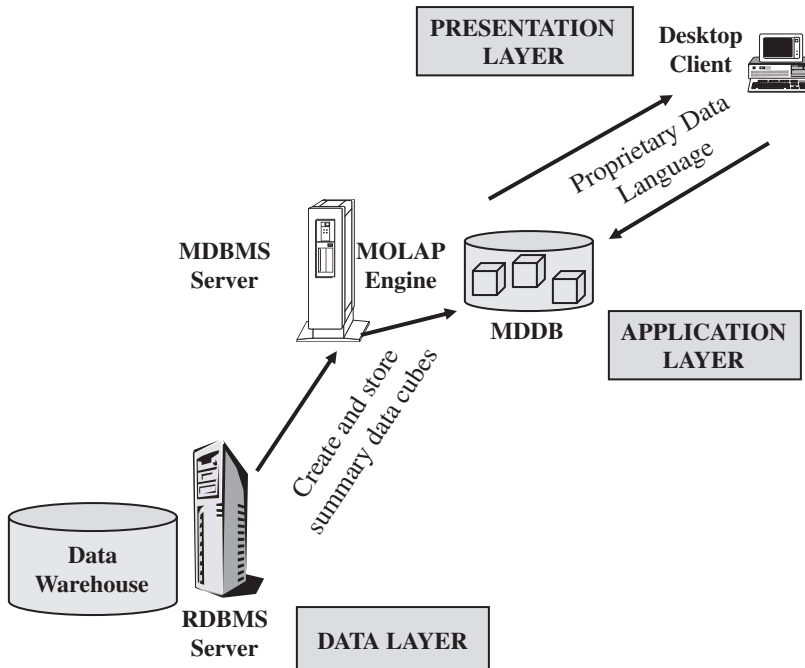 PRESENTATION
LAYER
Desktop
Client
Proprietary Data
Language
MDBMS
Server
MOLAP
Engine
MDDB
APPLICATION
LAYER
Create and store
summary data cubes
Data
Warehouse
RDBMS
Server
DATA LAYER